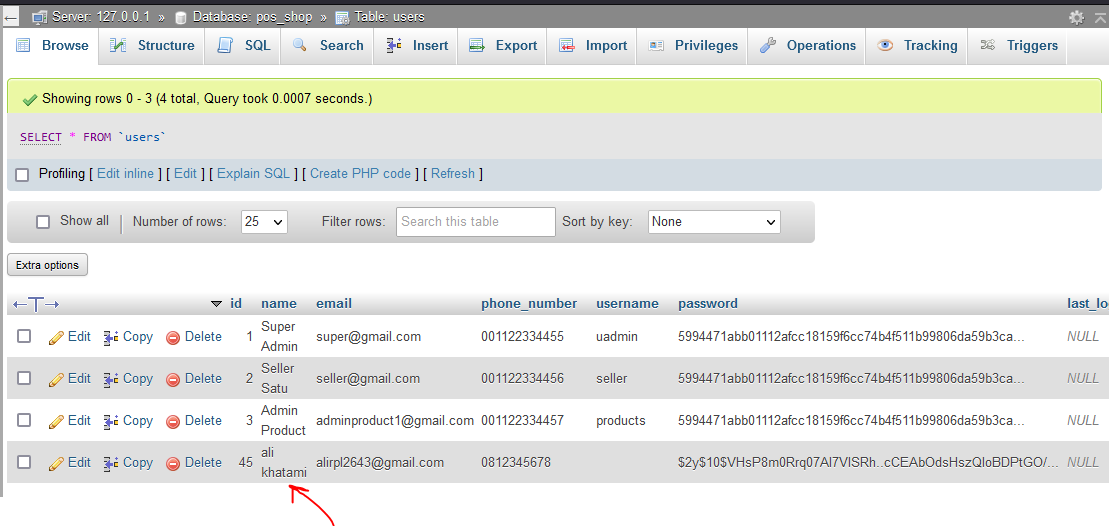 Server: 127.0.0.1 » Database: pos_shop » Table: users
Browse Structure SQL Search Insert Export Import Privileges Operations Tracking Triggers
Showing rows 0 - 3 (4 total, Query took 0.0007 seconds.)
SELECT * FROM `users`
Profiling [ Edit inline ] [ Edit ] [ Explain SQL ] [ Create PHP code ] [ Refresh ]
Show all Number of rows: 25 Filter rows: Search this table Sort by key: None
Extra options
←T→ id name email phone_number username password last_lo
Edit Copy Delete 1 Super Admin super@gmail.com 001122334455 uadmin 5994471abb01112afcc18159f6cc74b4f511b99806da59b3ca... NULL
Edit Copy Delete 2 Seller Satu seller@gmail.com 001122334456 seller 5994471abb01112afcc18159f6cc74b4f511b99806da59b3ca... NULL
Edit Copy Delete 3 Admin Product adminproduct1@gmail.com 001122334457 products 5994471abb01112afcc18159f6cc74b4f511b99806da59b3ca... NULL
Edit Copy Delete 45 ali khatami alirpl2643@gmail.com 0812345678 NULL